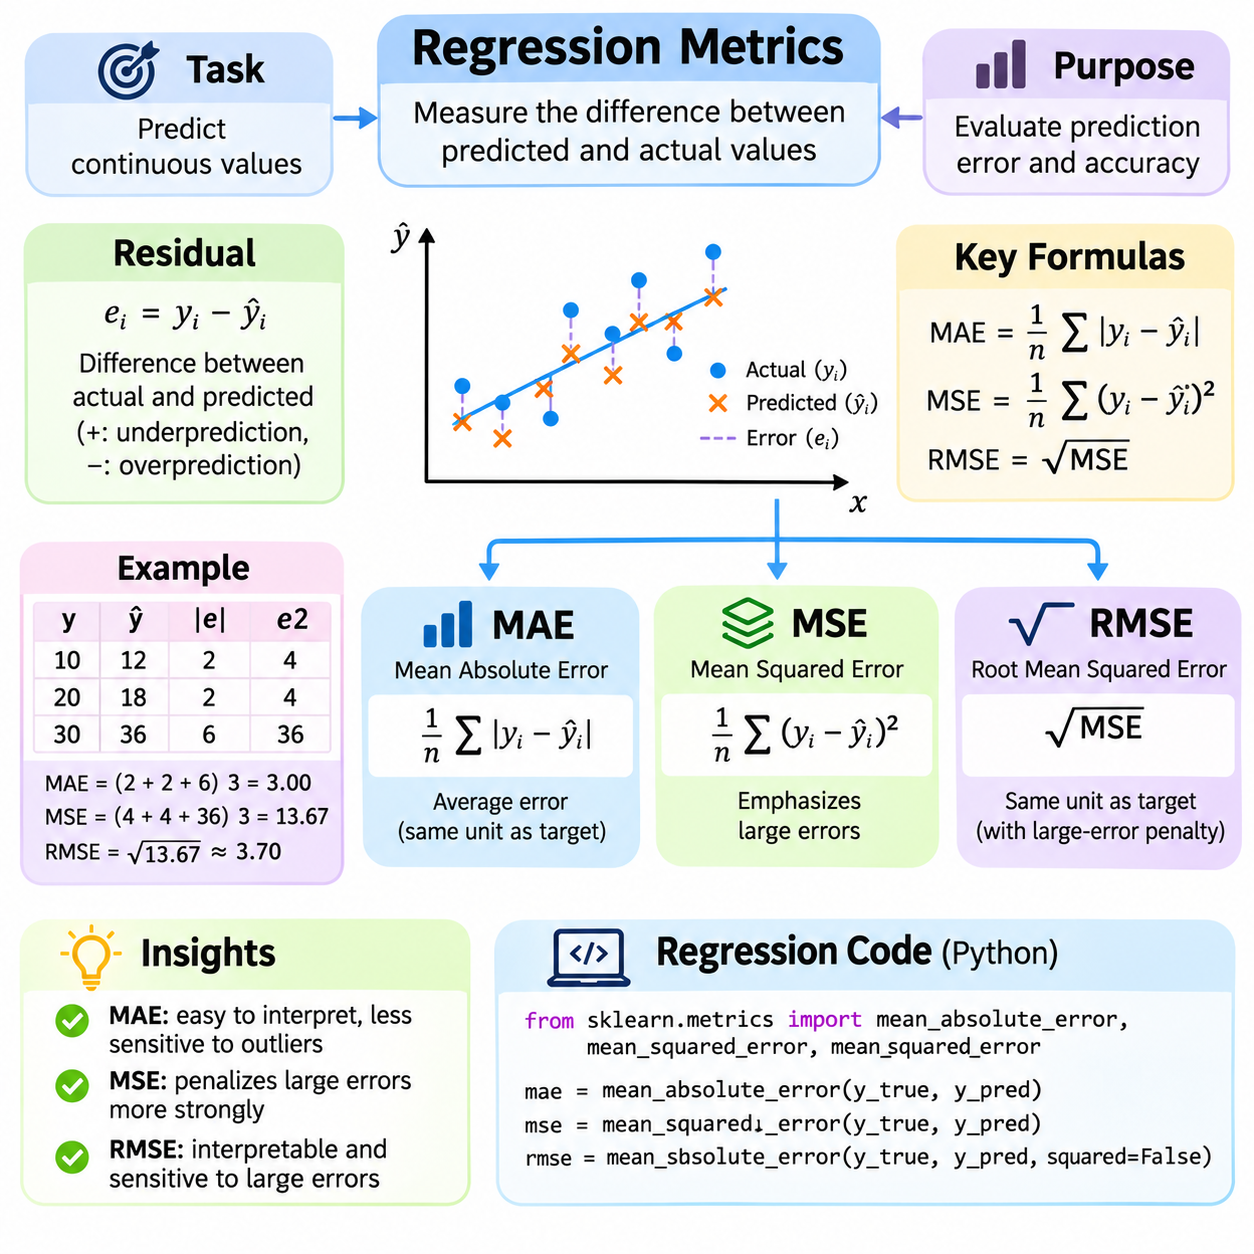 Task
Predict
continuous values
Regression Metrics
Measure the difference between
predicted and actual values
Purpose
Evaluate prediction
error and accuracy
Residual
eᵢ = yᵢ − ŷᵢ
Difference between
actual and predicted
(+: underprediction,
−: overprediction)
ŷ
x
Actual (yᵢ)
Predicted (ŷᵢ)
Error (eᵢ)
Key Formulas
MAE = 1/n ∑ |yᵢ − ŷᵢ|
MSE = 1/n ∑ (yᵢ − ŷᵢ)²
RMSE = √MSE
Example
y ŷ |e| e2
10 12 2 4
20 18 2 4
30 36 6 36
MAE = (2 + 2 + 6) 3 = 3.00
MSE = (4 + 4 + 36) 3 = 13.67
RMSE = √13.67 ≈ 3.70
MAE
Mean Absolute Error
1/n ∑ |yᵢ − ŷᵢ|
Average error
(same unit as target)
MSE
Mean Squared Error
1/n ∑ (yᵢ − ŷᵢ)²
Emphasizes
large errors
RMSE
Root Mean Squared Error
√MSE
Same unit as target
(with large-error penalty)
Insights
MAE: easy to interpret, less
sensitive to outliers
MSE: penalizes large errors
more strongly
RMSE: interpretable and
sensitive to large errors
</> Regression Code (Python)
from sklearn.metrics import mean_absolute_error,
mean_squared_error, mean_squared_error
mae = mean_absolute_error(y_true, y_pred)
mse = mean_squared_error(y_true, y_pred)
rmse = mean_sbsolute_error(y_true, y_pred, squared=False)